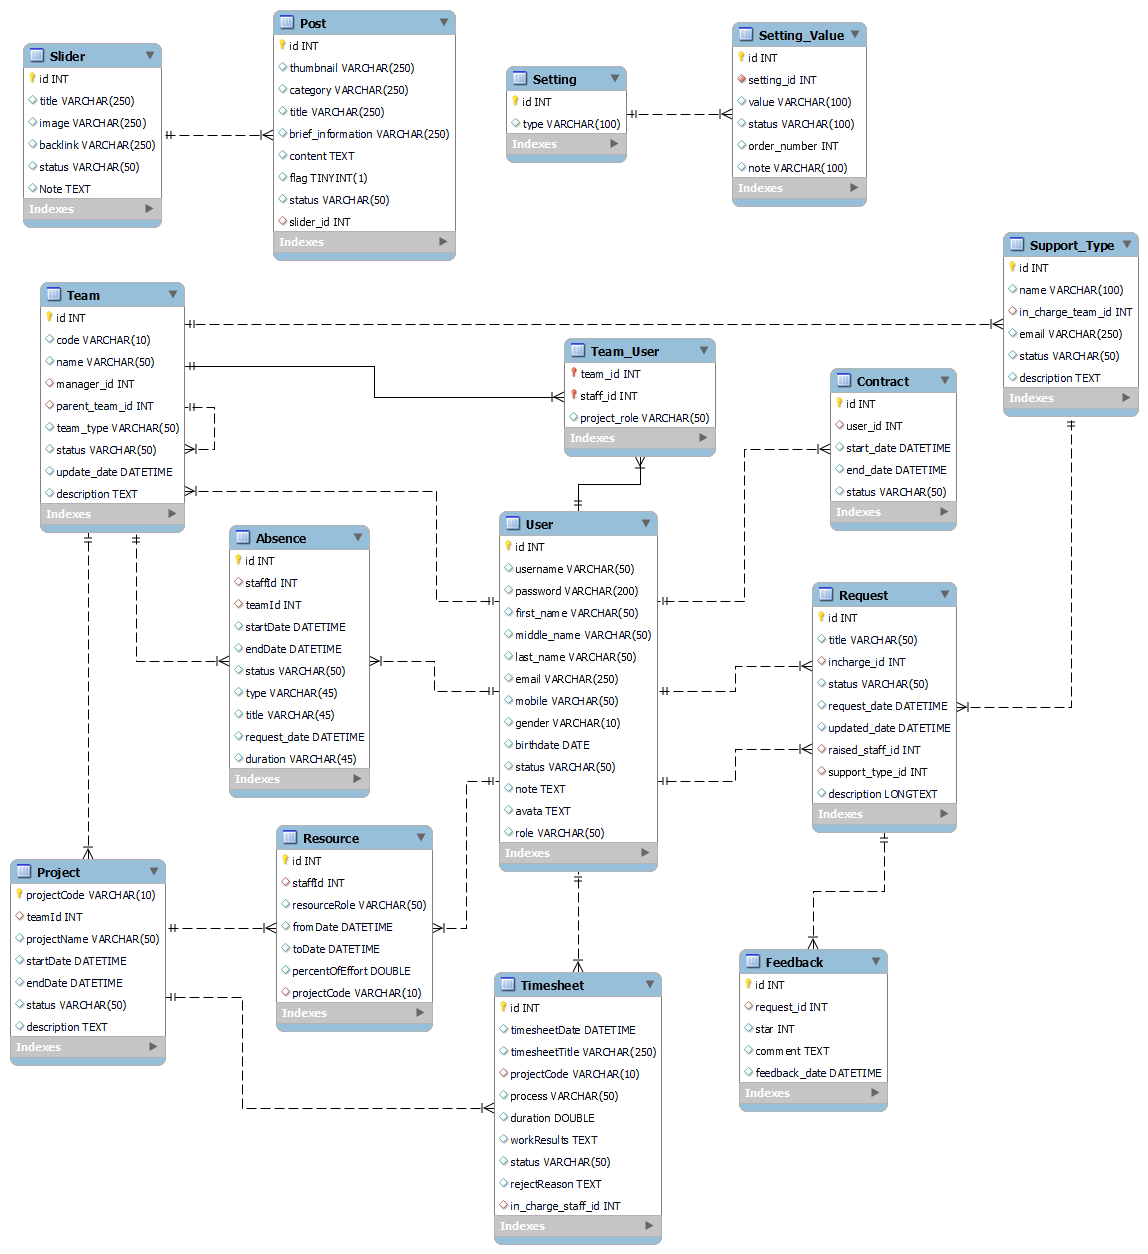 Slider
id INT
title VARCHAR(250)
image VARCHAR(250)
backlink VARCHAR(250)
status VARCHAR(50)
Note TEXT
Indexes
Post
id INT
thumbnail VARCHAR(250)
category VARCHAR(250)
title VARCHAR(250)
brief_information VARCHAR(250)
content TEXT
flag TINYINT(1)
status VARCHAR(50)
slider_id INT
Indexes
Setting
id INT
type VARCHAR(100)
Indexes
Setting_Value
id INT
setting_id INT
value VARCHAR(100)
status VARCHAR(100)
order_number INT
note VARCHAR(100)
Indexes
Support_Type
id INT
name VARCHAR(100)
in_charge_team_id INT
email VARCHAR(250)
status VARCHAR(50)
description TEXT
Indexes
Team
id INT
code VARCHAR(10)
name VARCHAR(50)
manager_id INT
parent_team_id INT
team_type VARCHAR(50)
status VARCHAR(50)
update_date DATETIME
description TEXT
Indexes
Team_User
team_id INT
staff_id INT
project_role VARCHAR(50)
Indexes
Contract
id INT
user_id INT
start_date DATETIME
end_date DATETIME
status VARCHAR(50)
Indexes
Absence
id INT
staffId INT
teamId INT
startDate DATETIME
endDate DATETIME
status VARCHAR(50)
type VARCHAR(45)
title VARCHAR(45)
request_date DATETIME
duration VARCHAR(45)
Indexes
User
id INT
username VARCHAR(50)
password VARCHAR(200)
first_name VARCHAR(50)
middle_name VARCHAR(50)
last_name VARCHAR(50)
email VARCHAR(250)
mobile VARCHAR(50)
gender VARCHAR(10)
birthdate DATE
status VARCHAR(50)
note TEXT
avata TEXT
role VARCHAR(50)
Indexes
Request
id INT
title VARCHAR(50)
incharge_id INT
status VARCHAR(50)
request_date DATETIME
updated_date DATETIME
raised_staff_id INT
support_type_id INT
description LONGTEXT
Indexes
Project
projectCode VARCHAR(10)
teamId INT
projectName VARCHAR(50)
startDate DATETIME
endDate DATETIME
status VARCHAR(50)
description TEXT
Indexes
Resource
id INT
staffId INT
resourceRole VARCHAR(50)
fromDate DATETIME
toDate DATETIME
percentOfEffort DOUBLE
projectCode VARCHAR(10)
Indexes
Timesheet
id INT
timesheetDate DATETIME
timesheetTitle VARCHAR(250)
projectCode VARCHAR(10)
process VARCHAR(50)
duration DOUBLE
workResults TEXT
status VARCHAR(50)
rejectReason TEXT
in_charge_staff_id INT
Indexes
Feedback
id INT
request_id INT
star INT
comment TEXT
feedback_date DATETIME
Indexes